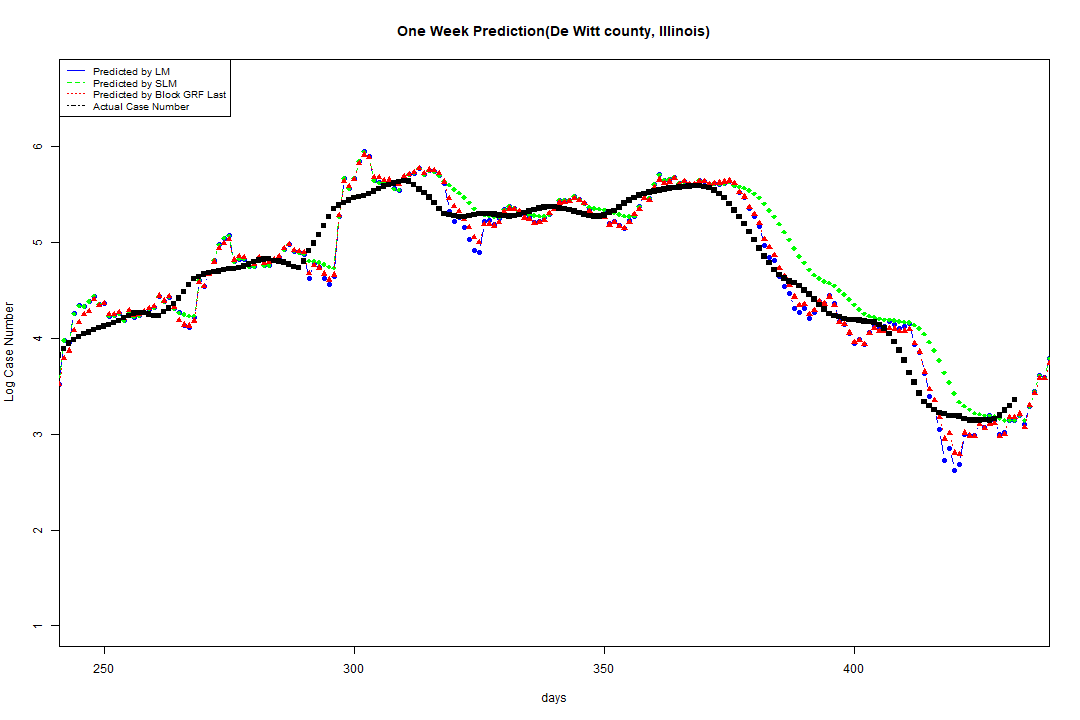 One Week Prediction(De Witt county, Illinois)
Predicted by LM
Predicted by SLM
Predicted by Block GRF Last
Actual Case Number
6
5
4
3
2
1
Log Case Number
250
300
350
400
days